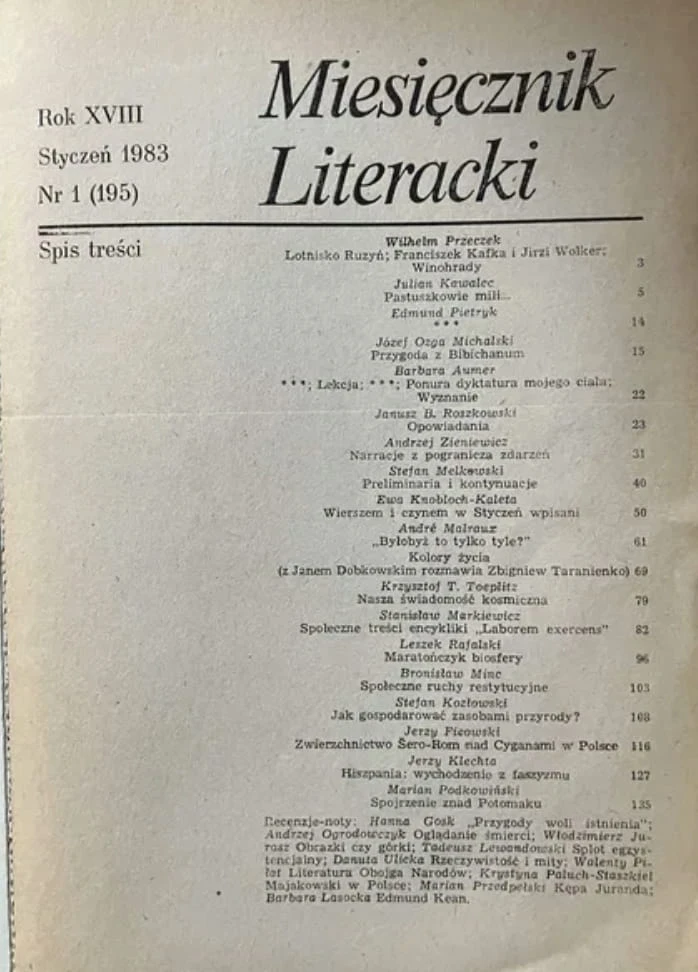 Miesięcznik
Literacki
Rok XVIII
Styczeń 1983
Nr 1 (195)
Spis treści
Wilhelm Przeczek
Lotnisko Ruzyń; Franciszek Kafka i Jirzi Wolker;
Winohrady 3
Julian Kawalec
Pastuszkowie mili... 5
Edmund Pietryk
* * * 14
Józej Ozga Michalski
Przygoda z Bibichanum 15
Barbara Aumer
* * *; Lekcja; * * *; Ponura dyktatura mojego ciała;
Wyznanie 22
Janusz B. Roszkowski
Opowiadania 23
Andrzej Zieniewicz
Narracje z pogranicza zdarzeń 31
Stefan Melkowski
Preliminaria i kontynuacje 40
Ewa Knobloch-Kaleta
Wierszem i czynem w Styczeń wpisani 50
André Malraux
„Byłobyż to tylko tyle?” 61
Kolory życia
(z Janem Dobkowskim rozmawia Zbigniew Taranienko) 69
Krzysztof T. Toeplitz
Nasza świadomość kosmiczna 79
Stanisław Markiewicz
Społeczne treści encykliki „Laborem exercens” 82
Leszek Rafalski
Maratończyk biosfery 96
Bronisław Minc
Społeczne ruchy restytucyjne 103
Stefan Kozłowski
Jak gospodarować zasobami przyrody? 108
Jerzy Ficowski
Zwierzchnictwo Šero-Rom nad Cyganami w Polsce 116
Jerzy Klechta
Hiszpania: wychodzenie z faszyzmu 127
Marian Podkowiński
Spojrzenie znad Potomaku 135
Recenzje-noty: Hanna Gosk „Przygody woli istnienia”;
Andrzej Ogrodowczyk Oglądanie śmierci; Włodzimierz Ju-
rasz Obrazki czy górki; Tadeusz Lewandowski Splot egzys-
tencjalny; Danuta Ulicka Rzeczywistość i mity; Walenty Pi-
łat Literatura Obojga Narodów; Krystyna Paluch-Staszkiel
Majakowski w Polsce; Marian Przedpełski Kępa Juranda;
Barbara Lasocka Edmund Kean.